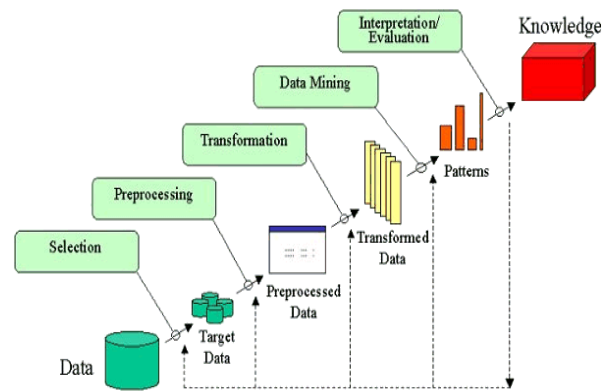 Interpretation/
Evaluation
Knowledge
Data Mining
Transformation
Patterns
Preprocessing
Transformed
Data
Selection
Preprocessed
Data
Target
Data
Data